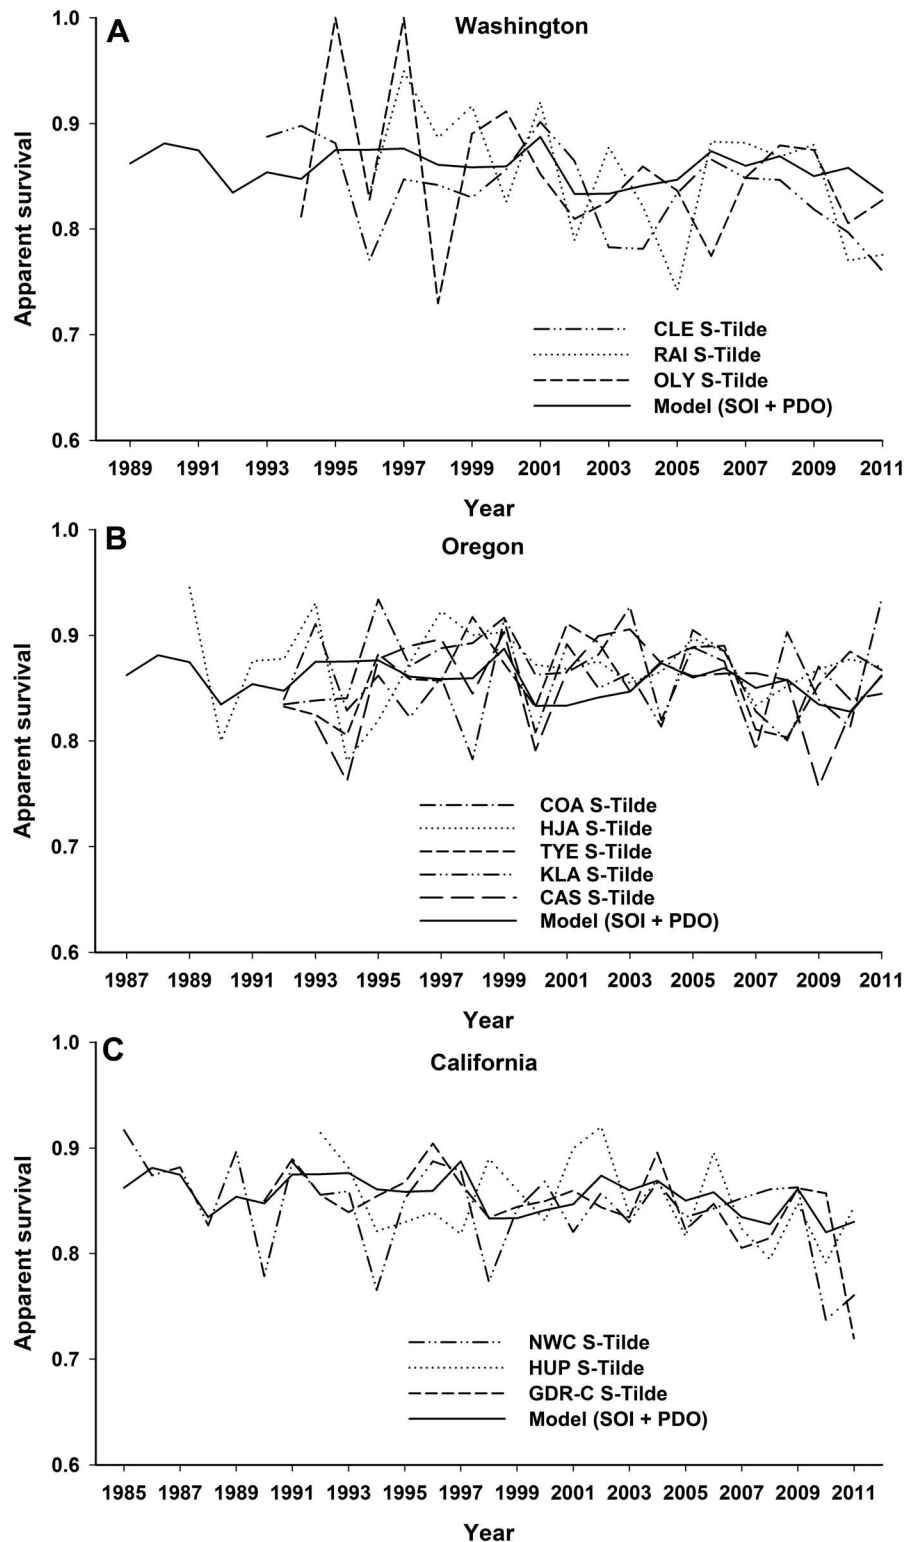 A
Washington
1.0
0.9
0.8
0.7
0.6
Apparent survival
CLE S-Tilde
RAI S-Tilde
OLY S-Tilde
Model (SOI + PDO)
1989 1991 1993 1995 1997 1999 2001 2003 2005 2007 2009 2011
Year
B
Oregon
1.0
0.9
0.8
0.7
0.6
Apparent survival
COA S-Tilde
HJA S-Tilde
TYE S-Tilde
KLA S-Tilde
CAS S-Tilde
Model (SOI + PDO)
1987 1989 1991 1993 1995 1997 1999 2001 2003 2005 2007 2009 2011
Year
C
California
1.0
0.9
0.8
0.7
0.6
Apparent survival
NWC S-Tilde
HUP S-Tilde
GDR-C S-Tilde
Model (SOI + PDO)
1985 1987 1989 1991 1993 1995 1997 1999 2001 2003 2005 2007 2009 2011
Year